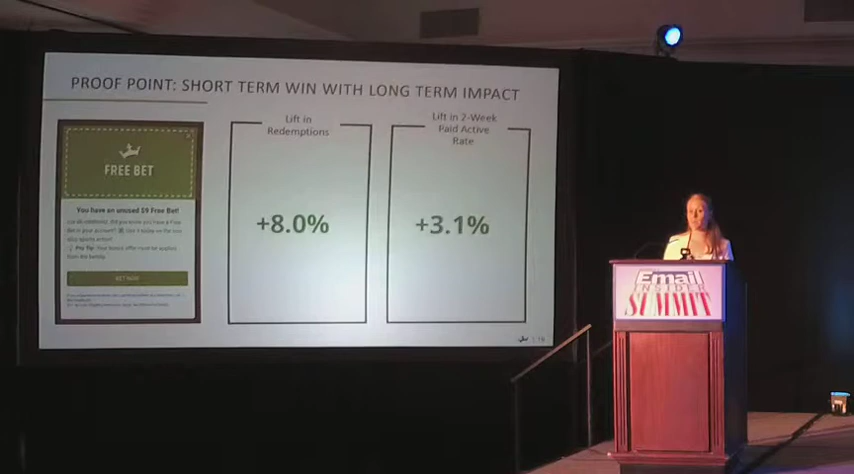 PROOF POINT: SHORT TERM WIN WITH LONG TERM IMPACT
FREE BET
You have an unused $9 Free Bet!
BET NOW
Lift in
Redemptions
+8.0%
Lift in 2-Week
Paid Active
Rate
+3.1%
Email
INSIDER
SUMMIT